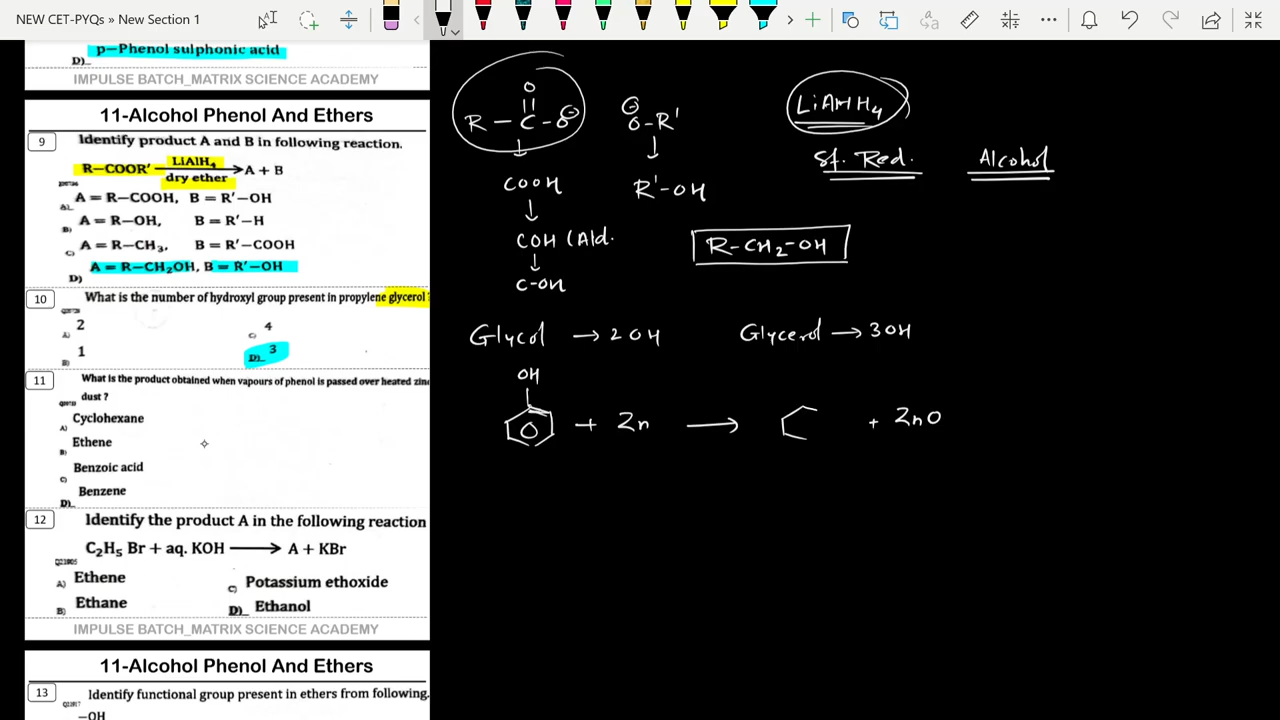 NEW CET-PYQs » New Section 1
p-Phenol sulphonic acid
D)
IMPULSE BATCH_MATRIX SCIENCE ACADEMY
11-Alcohol Phenol And Ethers
9
Identify product A and B in following reaction.
R-COOR′ LiAlH4 dry ether → A + B
A = R-COOH, B = R′-OH
A)
A = R-OH, B = R′-H
B)
A = R-CH3, B = R′-COOH
C)
A = R-CH2OH, B = R′-OH
D)
10
What is the number of hydroxyl group present in propylene glycerol
2
A)
4
C)
1
B)
3
D)
11
What is the product obtained when vapours of phenol is passed over heated zinc
dust ?
Cyclohexane
A)
Ethene
B)
Benzoic acid
C)
Benzene
D)
12
Identify the product A in the following reaction
C2H5 Br + aq. KOH ⟶ A + KBr
Ethene
A)
Potassium ethoxide
C)
Ethane
B)
Ethanol
D)
IMPULSE BATCH_MATRIX SCIENCE ACADEMY
11-Alcohol Phenol And Ethers
13
Identify functional group present in ethers from following.
-OH
O
R - C - O⊖
⊖
O-R'
LiAlH H4
St. Red.
Alcohol
COOH
R'-OH
COH (Ald.
R-CH2-OH
C-OH
Glycol → 2 OH
Glycerol → 3OH
OH
+ Zn ⟶ + ZnO